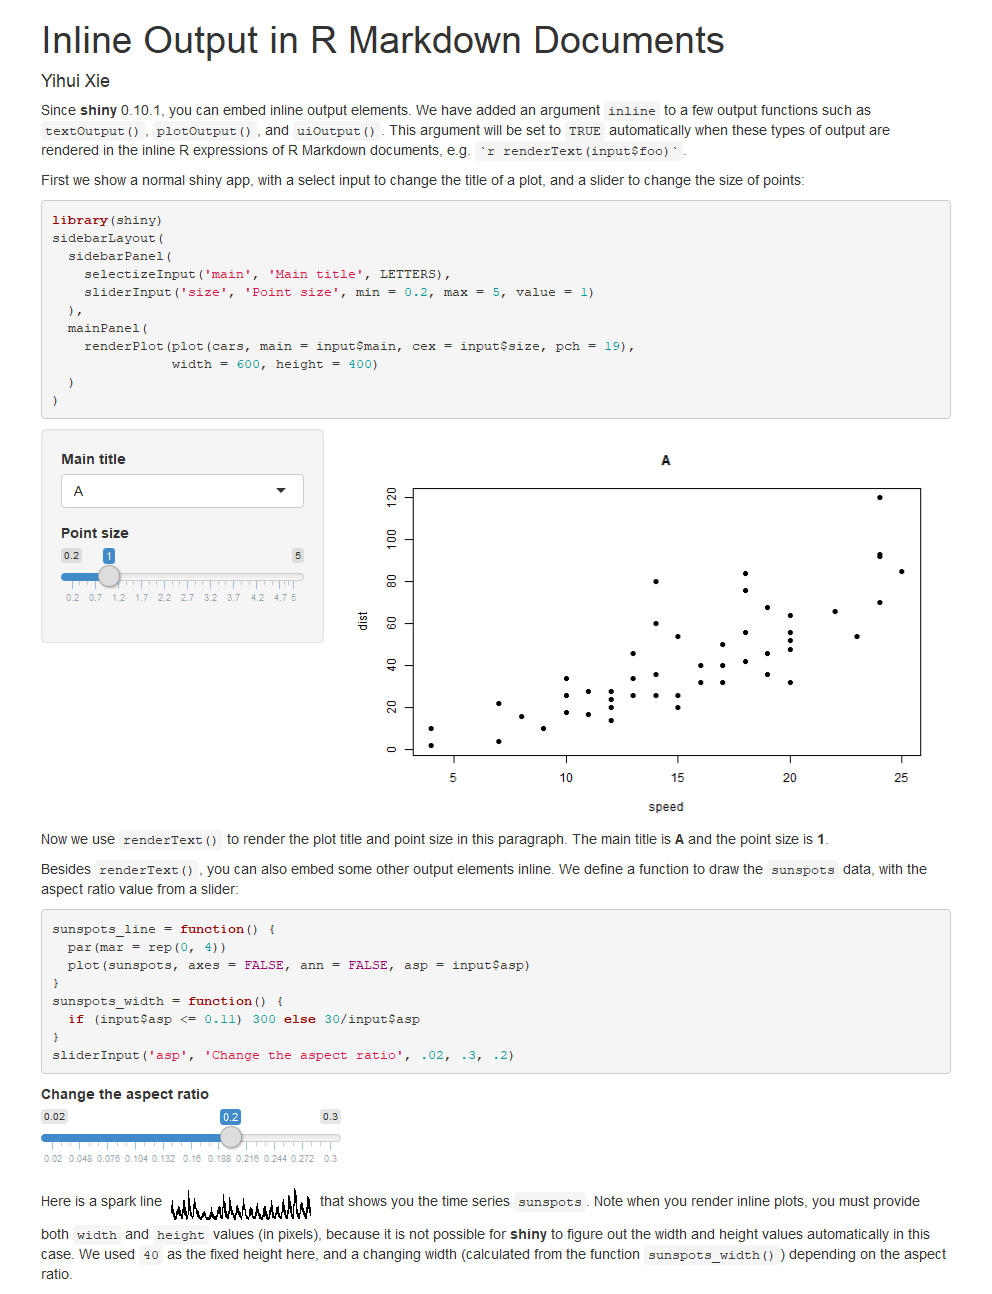 Inline Output in R Markdown Documents
Yihui Xie
Since shiny 0.10.1, you can embed inline output elements. We have added an argument inline to a few output functions such as
textOutput() , plotOutput() , and uiOutput() . This argument will be set to TRUE automatically when these types of output are
rendered in the inline R expressions of R Markdown documents, e.g. `r renderText(input$foo)` .
First we show a normal shiny app, with a select input to change the title of a plot, and a slider to change the size of points:
library(shiny)
sidebarLayout(
  sidebarPanel(
    selectizeInput('main', 'Main title', LETTERS),
    sliderInput('size', 'Point size', min = 0.2, max = 5, value = 1)
  ),
  mainPanel(
    renderPlot(plot(cars, main = input$main, cex = input$size, pch = 19),
               width = 600, height = 400)
  )
)
Main title
A
Point size
0.2 1 5
0.2 0.7 1.2 1.7 2.2 2.7 3.2 3.7 4.2 4.7 5
A
120
100
80
60
40
20
0
dist
5 10 15 20 25
speed
Now we use renderText() to render the plot title and point size in this paragraph. The main title is A and the point size is 1.
Besides renderText() , you can also embed some other output elements inline. We define a function to draw the sunspots data, with the
aspect ratio value from a slider:
sunspots_line = function() {
  par(mar = rep(0, 4))
  plot(sunspots, axes = FALSE, ann = FALSE, asp = input$asp)
}
sunspots_width = function() {
  if (input$asp <= 0.11) 300 else 30/input$asp
}
sliderInput('asp', 'Change the aspect ratio', .02, .3, .2)
Change the aspect ratio
0.02 0.2 0.3
0.02 0.048 0.076 0.104 0.132 0.16 0.188 0.216 0.244 0.272 0.3
Here is a spark line that shows you the time series sunspots . Note when you render inline plots, you must provide
both width and height values (in pixels), because it is not possible for shiny to figure out the width and height values automatically in this
case. We used 40 as the fixed height here, and a changing width (calculated from the function sunspots_width() ) depending on the aspect
ratio.